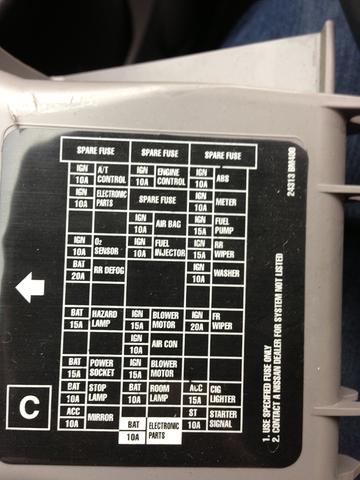 SPARE FUSE SPARE FUSE SPARE FUSE
IGN 10A A/T CONTROL IGN 10A ENGINE CONTROL IGN 10A ABS
IGN 10A ELECTRONIC PARTS SPARE FUSE IGN 10A METER
IGN 10A AIR BAG IGN 15A FUEL PUMP
IGN 10A O2 SENSOR IGN 10A FUEL INJECTOR IGN 15A RR WIPER
BAT 20A RR DEFOG IGN 10A WASHER
BAT 15A HAZARD LAMP IGN 15A BLOWER MOTOR IGN 20A FR WIPER
IGN 10A AIR CON
BAT 15A POWER SOCKET IGN 15A BLOWER MOTOR
BAT 10A STOP LAMP BAT 10A ROOM LAMP ACC 15A CIG LIGHTER
ACC 10A MIRROR BAT 10A ELECTRONIC PARTS ST 10A STARTER SIGNAL
C
1. USE SPECIFIED FUSE ONLY
2. CONTACT A NISSAN DEALER FOR SYSTEM NOT LISTED
24313 BM400